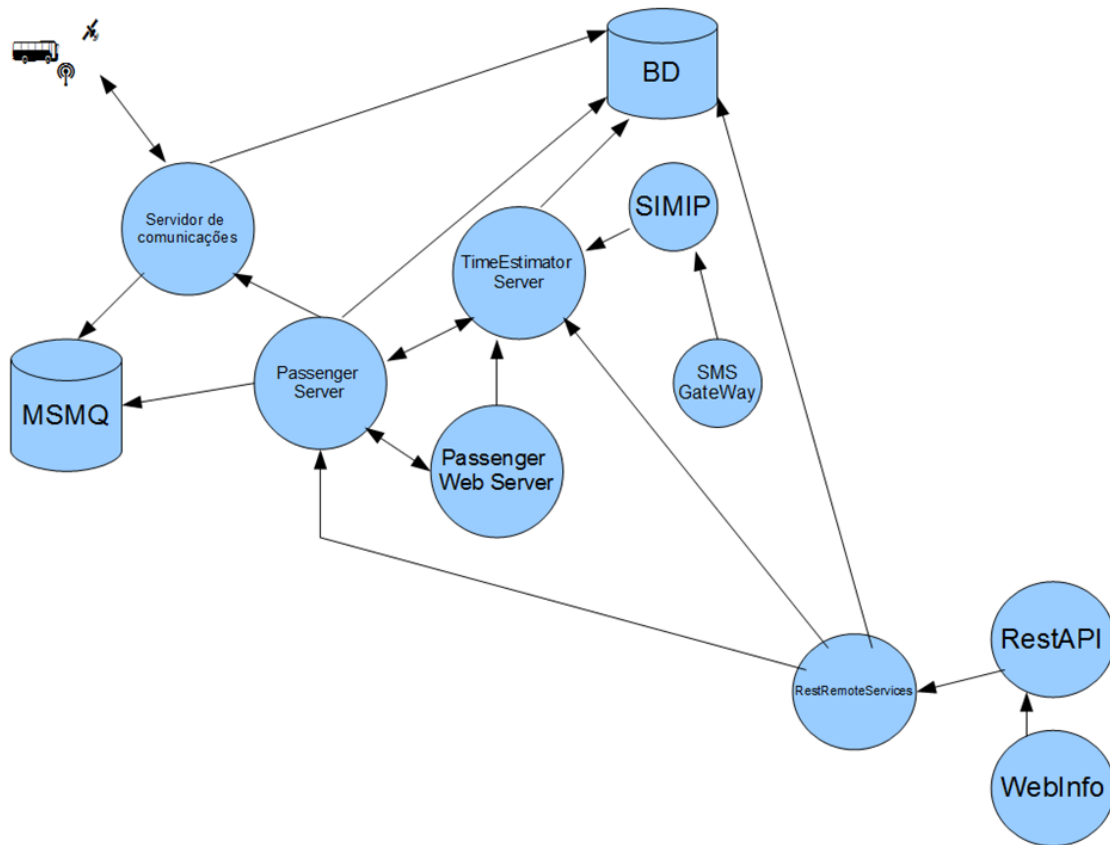 BD
SIMIP
Servidor de
comunicações
TimeEstimator
Server
Passenger
Server
SMS
GateWay
MSMQ
Passenger
Web Server
RestAPI
RestRemoteServices
WebInfo